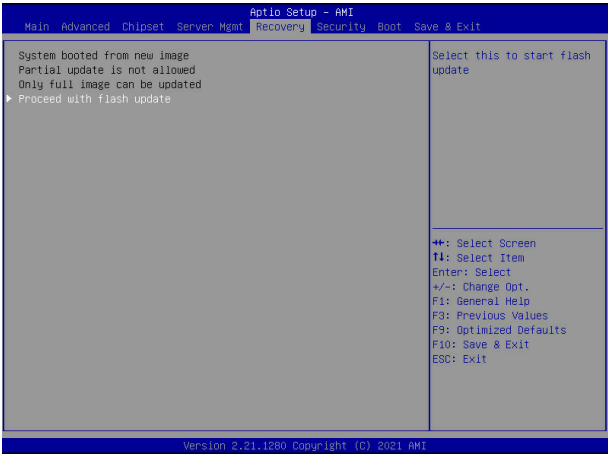 Aptio Setup - AMI
Main Advanced Chipset Server Mgmt Recovery Security Boot Save & Exit
System booted from new image
Partial update is not allowed
Only full image can be updated
Proceed with flash update
Select this to start flash
update
→←: Select Screen
↑↓: Select Item
Enter: Select
+/-: Change Opt.
F1: General Help
F3: Previous Values
F9: Optimized Defaults
F10: Save & Exit
ESC: Exit
Version 2.21.1280 Copyright (C) 2021 AMI